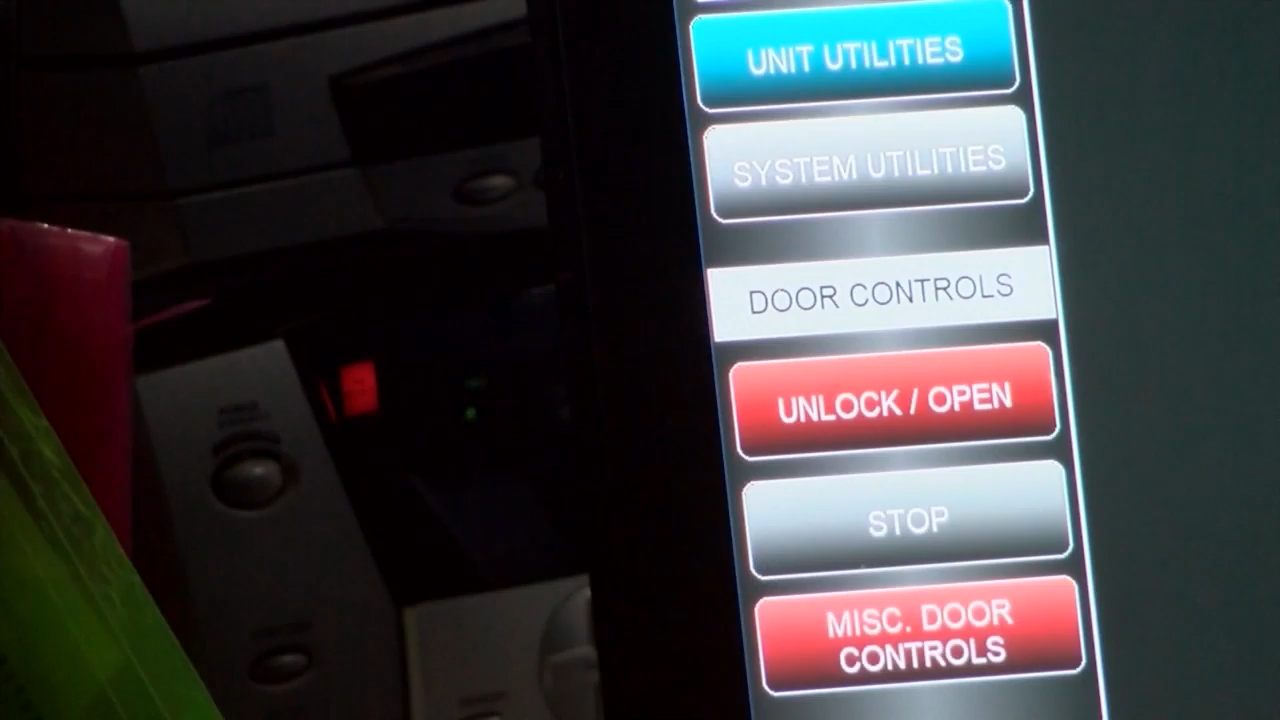 UNIT UTILITIES
SYSTEM UTILITIES
DOOR CONTROLS
UNLOCK / OPEN
STOP
MISC. DOOR
CONTROLS